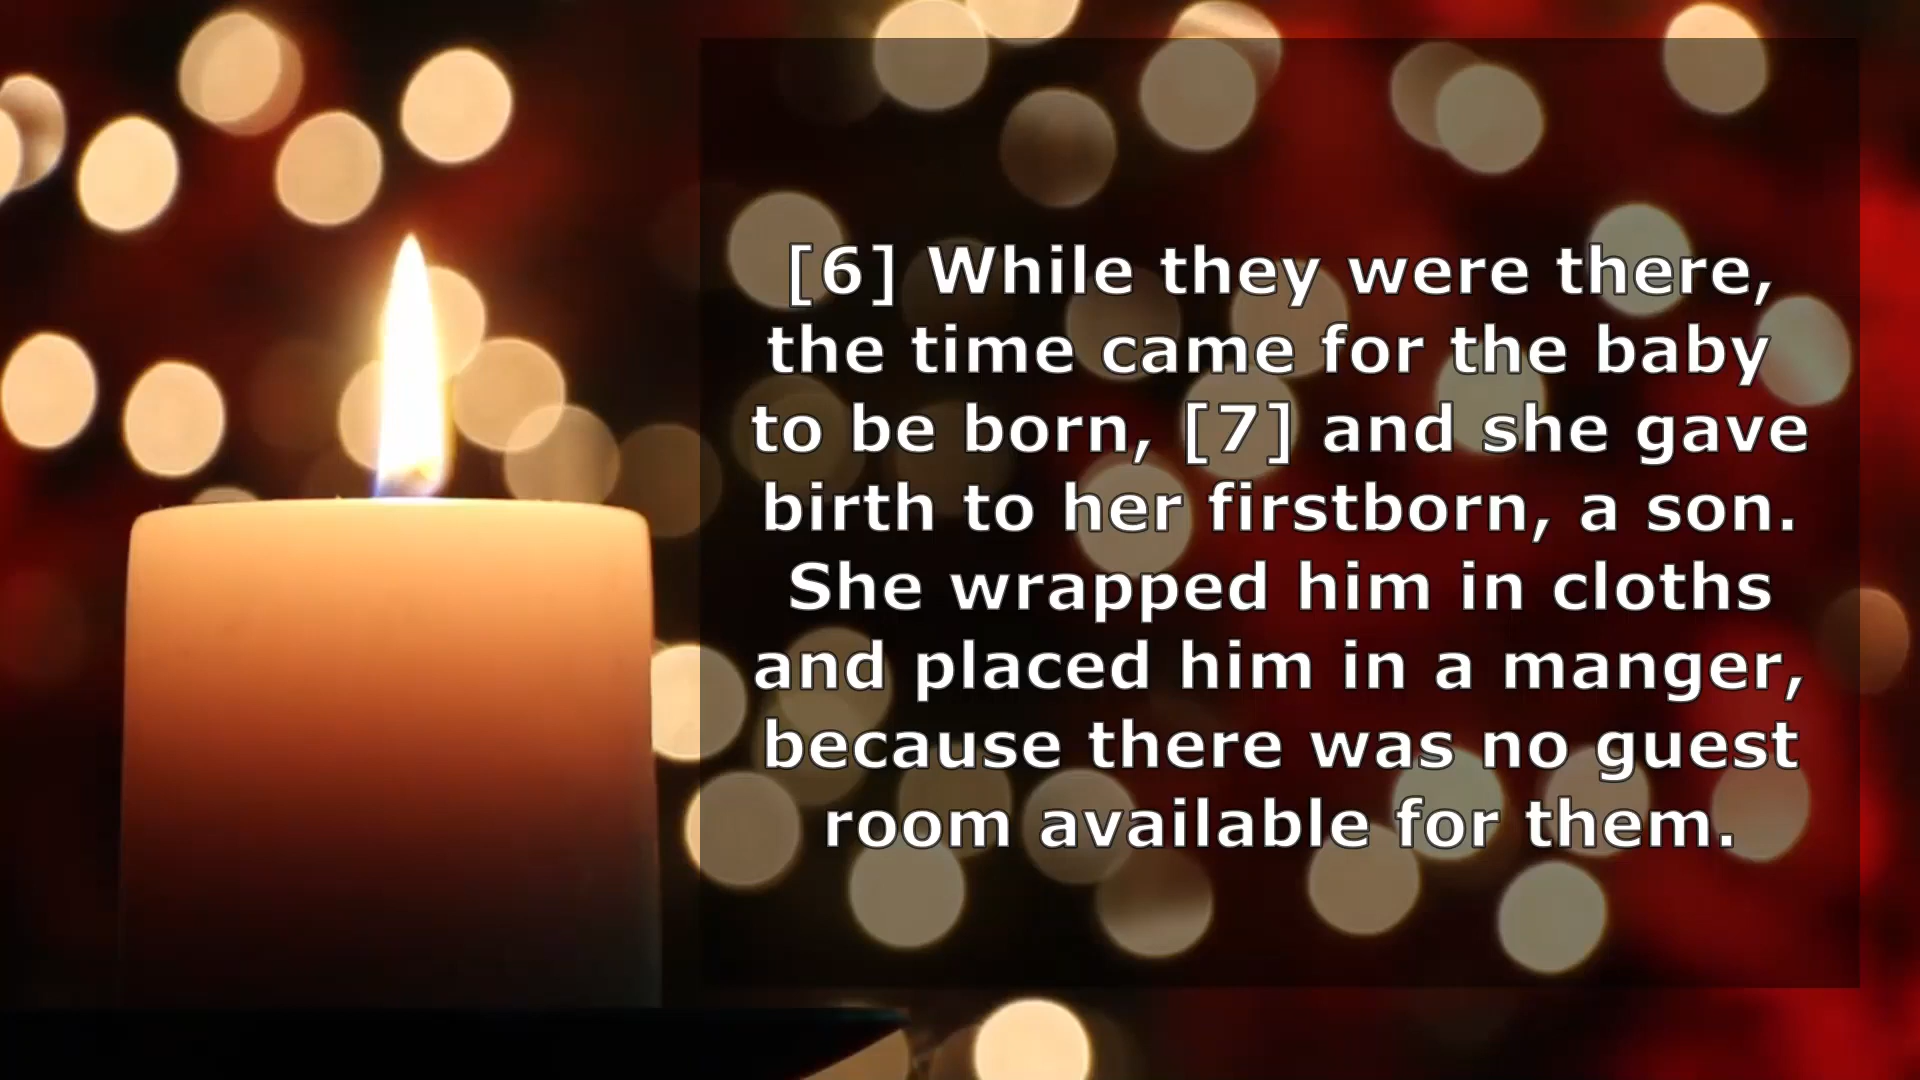 [6] While they were there,
the time came for the baby
to be born, [7] and she gave
birth to her firstborn, a son.
She wrapped him in cloths
and placed him in a manger,
because there was no guest
room available for them.